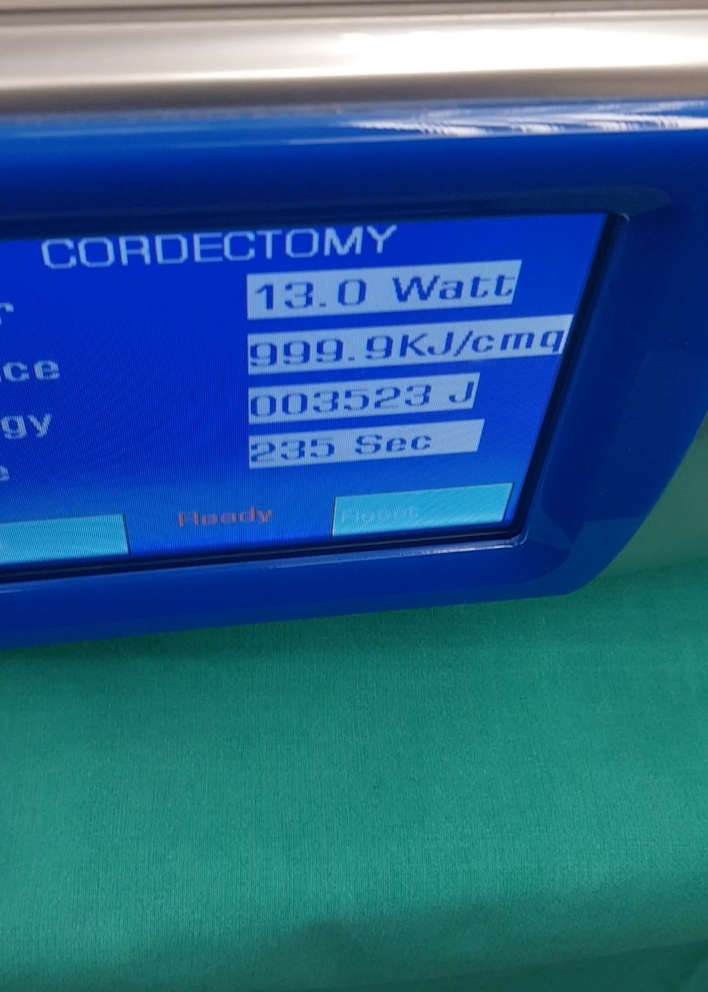 CORDECTOMY
r 13.0 Watt
ce 999.9KJ/cmq
gy 003523 J
e 235 Sec
Ready Reset